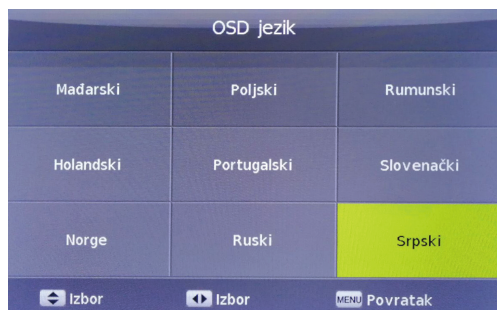 OSD jezik
Mađarski Poljski Rumunski
Holandski Portugalski Slovenački
Norge Ruski Srpski
Izbor Izbor MENU Povratak